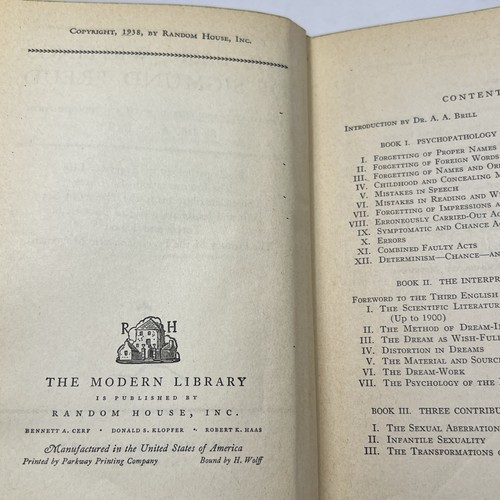 COPYRIGHT, 1938, BY RANDOM HOUSE, INC.
R H
THE MODERN LIBRARY
IS PUBLISHED BY
RANDOM HOUSE, INC.
BENNETT A. CERF · DONALD S. KLOPFER · ROBERT K. HAAS
Manufactured in the United States of America
Printed by Parkway Printing Company Bound by H. Wolff
CONTENT
INTRODUCTION BY DR. A. A. BRILL
BOOK I. PSYCHOPATHOLOGY
I. FORGETTING OF PROPER NAMES
II. FORGETTING OF FOREIGN WORDS
III. FORGETTING OF NAMES AND OR
IV. CHILDHOOD AND CONCEALING M
V. MISTAKES IN SPEECH
VI. MISTAKES IN READING AND W
VII. FORGETTING OF IMPRESSIONS A
VIII. ERRONEOUSLY CARRIED-OUT A
IX. SYMPTOMATIC AND CHANCE AC
X. ERRORS
XI. COMBINED FAULTY ACTS
XII. DETERMINISM—CHANCE—AN
BOOK II. THE INTERPR
FOREWORD TO THE THIRD ENGLISH
I. THE SCIENTIFIC LITERATUR
(UP TO 1900)
II. THE METHOD OF DREAM-I
III. THE DREAM AS WISH-FUL
IV. DISTORTION IN DREAMS
V. THE MATERIAL AND SOURC
VI. THE DREAM-WORK
VII. THE PSYCHOLOGY OF THE
BOOK III. THREE CONTRIB
I. THE SEXUAL ABERRATION
II. INFANTILE SEXUALITY
III. THE TRANSFORMATIONS O